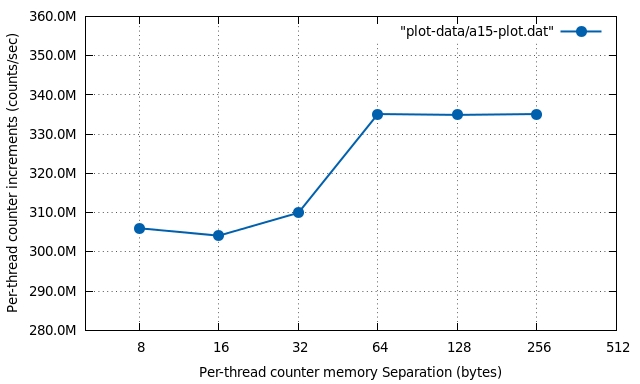 360.0M
350.0M
340.0M
330.0M
320.0M
310.0M
300.0M
290.0M
280.0M
Per-thread counter increments (counts/sec)
"plot-data/a15-plot.dat"
8 16 32 64 128 256 512
Per-thread counter memory Separation (bytes)